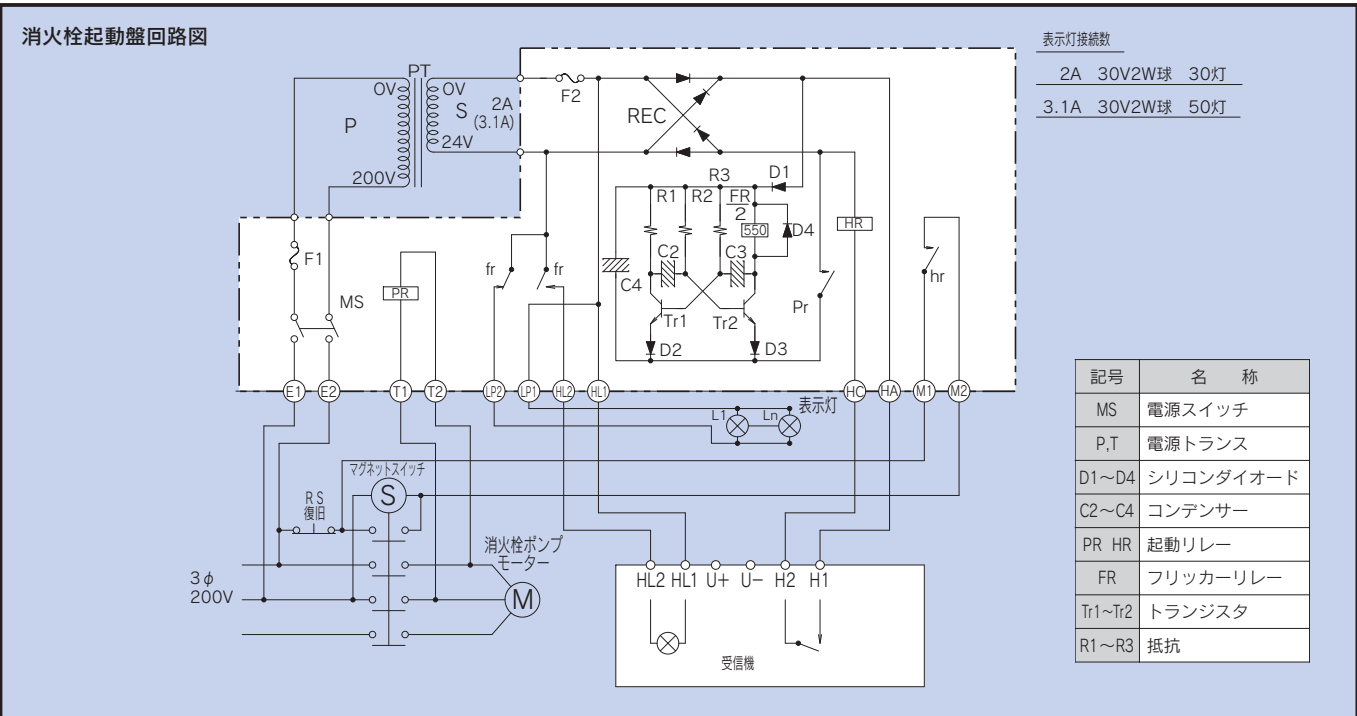 消火栓起動盤回路図
表示灯接続数
2A 30V2W球 30灯
3.1A 30V2W球 50灯
PT
0V
0V
P
S
2A
(3.1A)
24V
200V
F2
REC
F1
MS
PR
fr
fr
R1
R2
R3
FR
2
550
D1
D4
C2
C3
C4
Tr1
Tr2
D2
D3
Pr
HR
hr
E1
E2
T1
T2
LP2
LP1
HL2
HL1
HC
HA
M1
M2
表示灯
L1
Ln
マグネットスイッチ
S
RS
復旧
消火栓ポンプ
モーター
M
3φ
200V
HL2 HL1 U+ U− H2 H1
受信機
記号 名称
MS 電源スイッチ
P,T 電源トランス
D1～D4 シリコンダイオード
C2～C4 コンデンサー
PR HR 起動リレー
FR フリッカーリレー
Tr1~Tr2 トランジスタ
R1～R3 抵抗